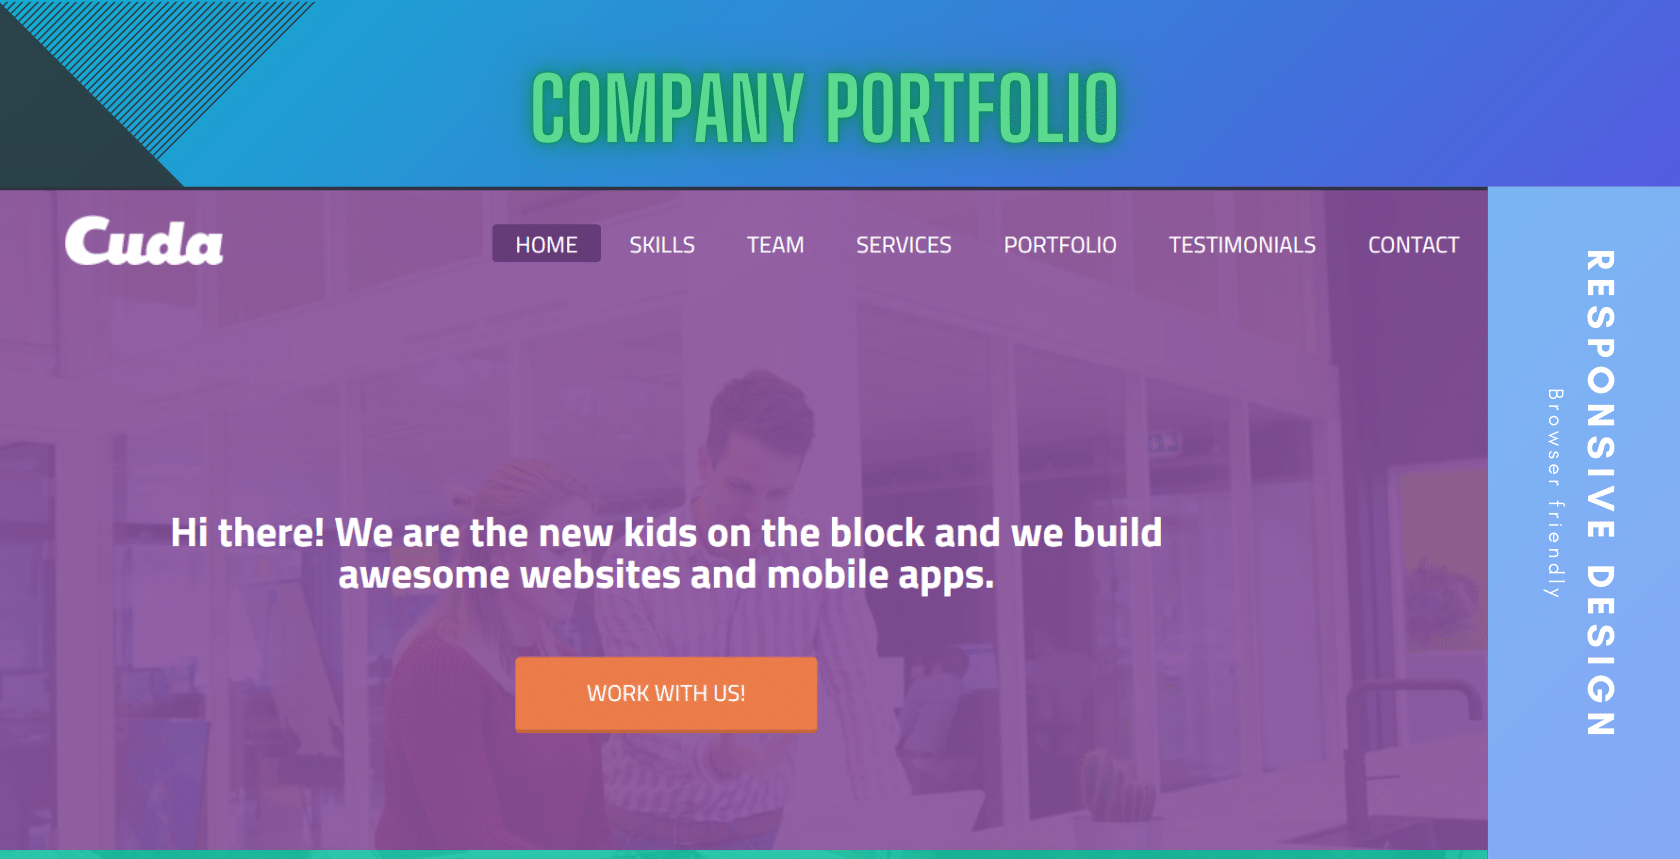 COMPANY PORTFOLIO
Cuda
HOME SKILLS TEAM SERVICES PORTFOLIO TESTIMONIALS CONTACT
Hi there! We are the new kids on the block and we build
awesome websites and mobile apps.
WORK WITH US!
RESPONSIVE DESIGN
Browser friendly